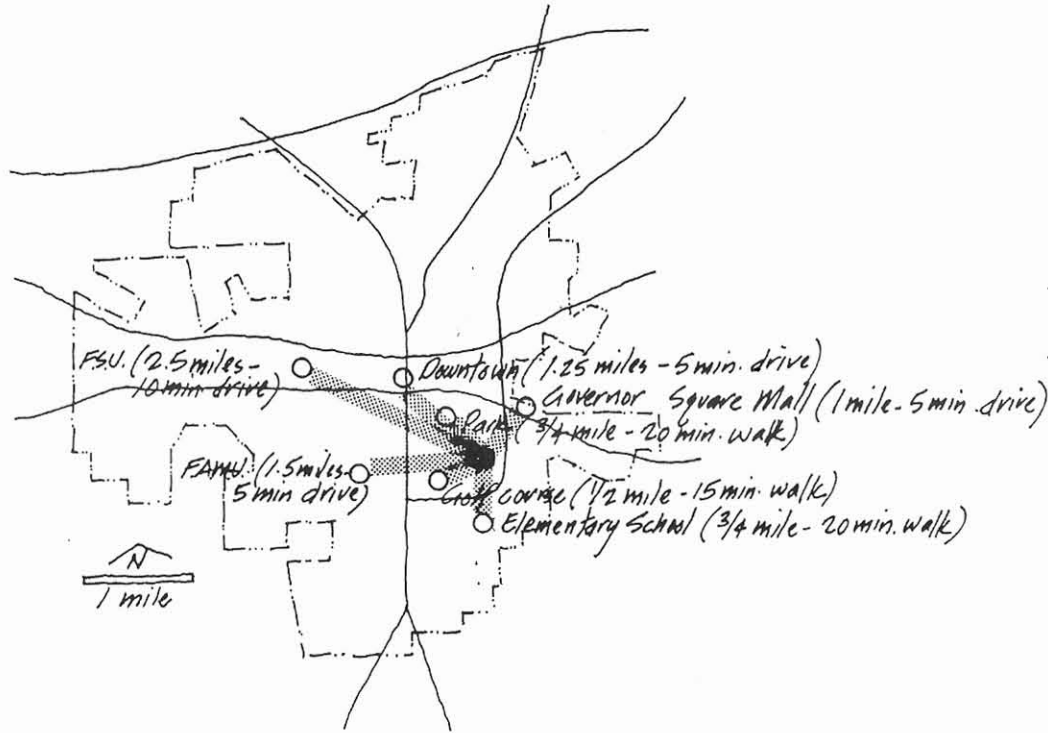 F.S.U. (2.5 miles-
10 min drive)
Downtown (1.25 miles - 5 min. drive)
Governor Square Mall (1 mile - 5 min. drive)
Park (3/4 mile - 20 min. walk)
FAMU. (1.5 miles-
5 min drive)
Golf course (1/2 mile - 15 min. walk)
Elementary School (3/4 mile - 20 min. walk)
N
1 mile